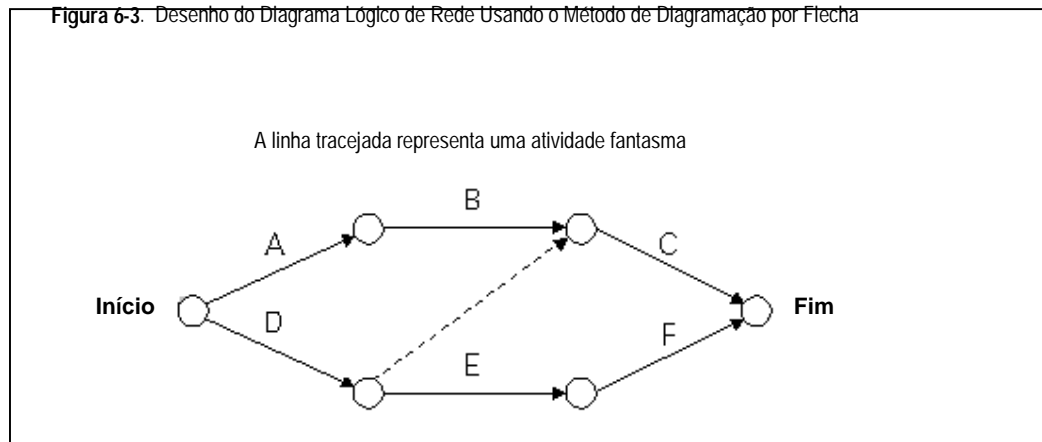 Figura 6-3. Desenho do Diagrama Lógico de Rede Usando o Método de Diagramação por Flecha
A linha tracejada representa uma atividade fantasma
B
A
C
Início
Fim
D
F
E